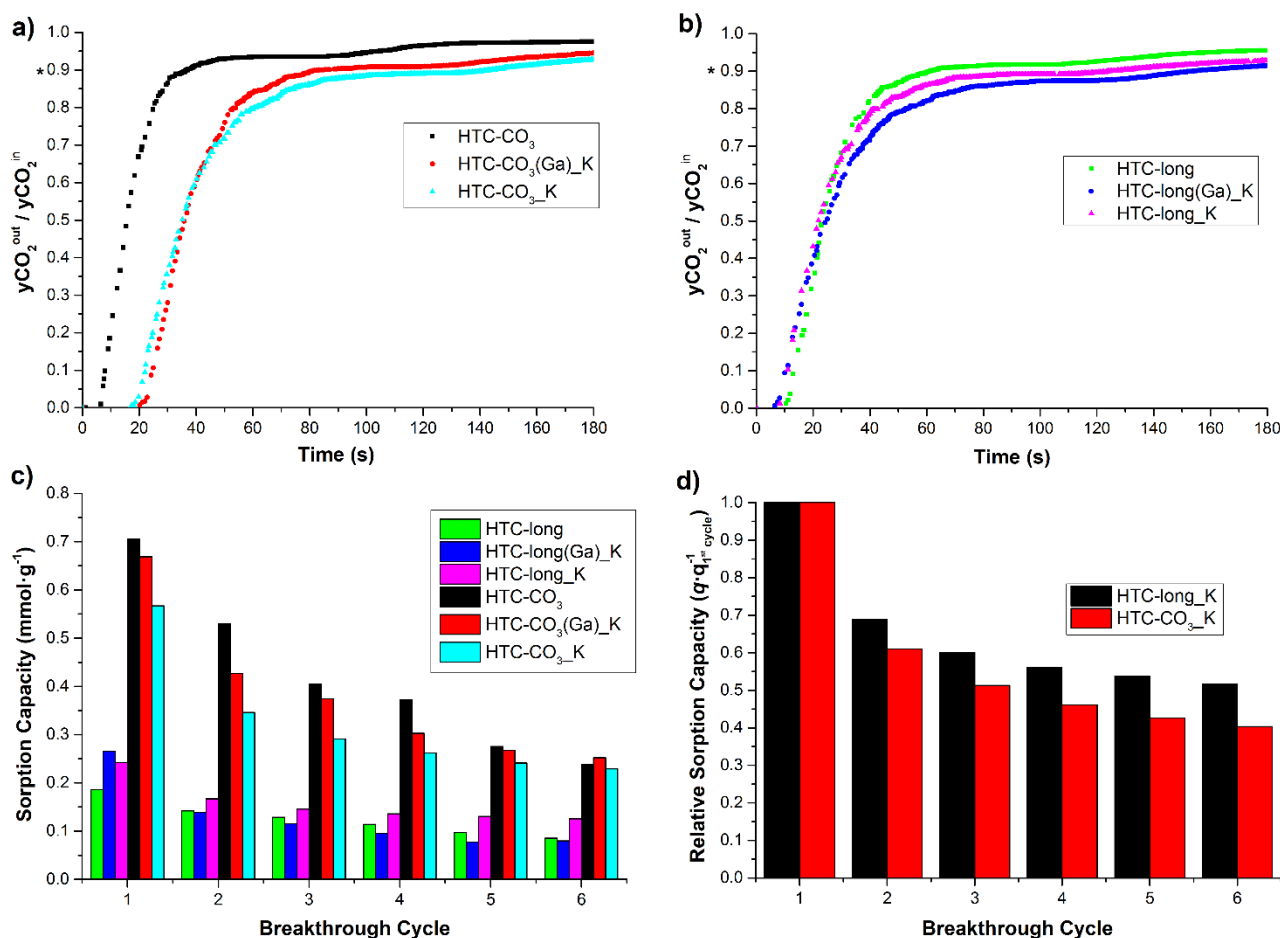 a)
yCO₂ᵒᵘᵗ / yCO₂ⁱⁿ
1.0
*
0.9
0.8
0.7
0.6
0.5
0.4
0.3
0.2
0.1
0.0
HTC-CO₃
HTC-CO₃(Ga)_K
HTC-CO₃_K
0 20 40 60 80 100 120 140 160 180
Time (s)
b)
yCO₂ᵒᵘᵗ / yCO₂ⁱⁿ
1.0
*
0.9
0.8
0.7
0.6
0.5
0.4
0.3
0.2
0.1
0.0
HTC-long
HTC-long(Ga)_K
HTC-long_K
0 20 40 60 80 100 120 140 160 180
Time (s)
c)
Sorption Capacity (mmol·g⁻¹)
0.8
0.7
0.6
0.5
0.4
0.3
0.2
0.1
0.0
HTC-long
HTC-long(Ga)_K
HTC-long_K
HTC-CO₃
HTC-CO₃(Ga)_K
HTC-CO₃_K
1 2 3 4 5 6
Breakthrough Cycle
d)
Relative Sorption Capacity (q·q⁻¹1ˢᵗ cycle)
1.0
0.9
0.8
0.7
0.6
0.5
0.4
0.3
0.2
0.1
0.0
HTC-long_K
HTC-CO₃_K
1 2 3 4 5 6
Breakthrough Cycle